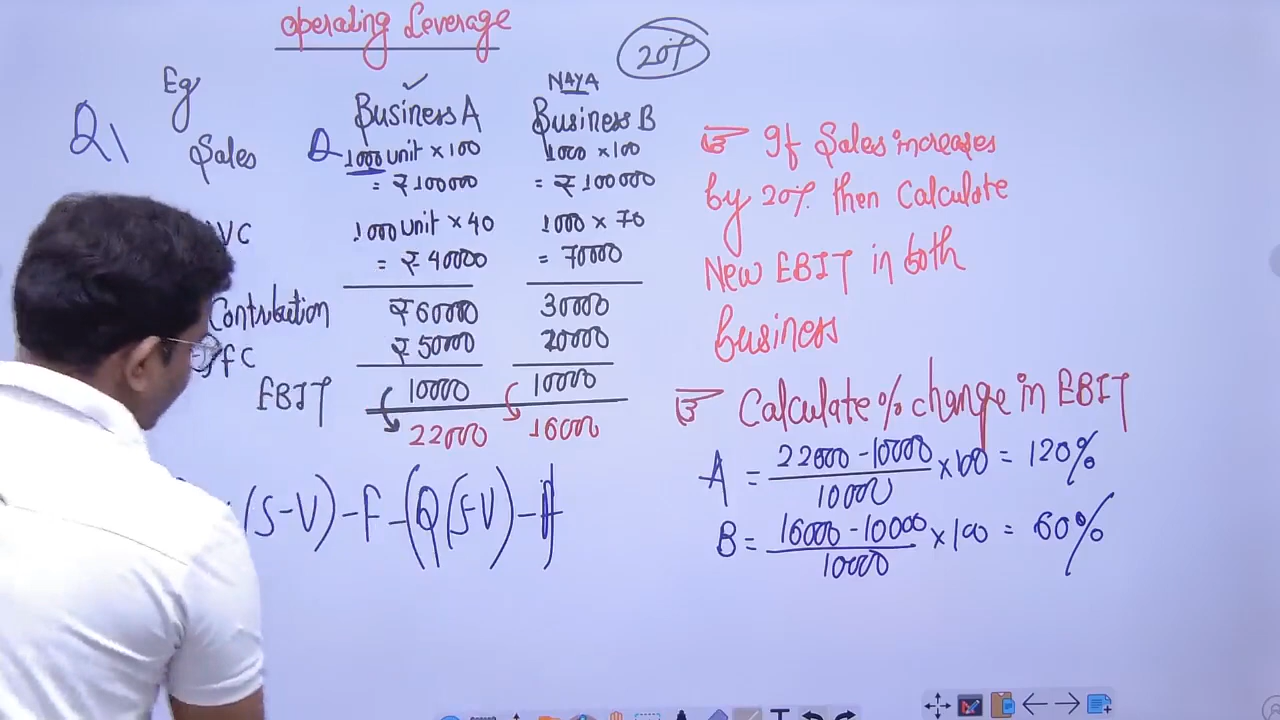 Operating Leverage
20%
Eg
NAYA
Business A Business B
Q1
Sales Q 1000 unit × 100 1000 × 100
= ₹100000 = ₹100000
VC 1000 unit × 40 1000 × 70
= ₹40000 = 70000
Contribution ₹60000 30000
- FC ₹50000 20000
EBIT 10000 10000
22000 16000
(S-V) - F - (Q(S-V) - F)
☞ If Sales increases
by 20% then Calculate
New EBIT in both
Business
☞ Calculate % change in EBIT
A = 22000 - 10000 / 10000 × 100 = 120%
B = 16000 - 10000 / 10000 × 100 = 60%